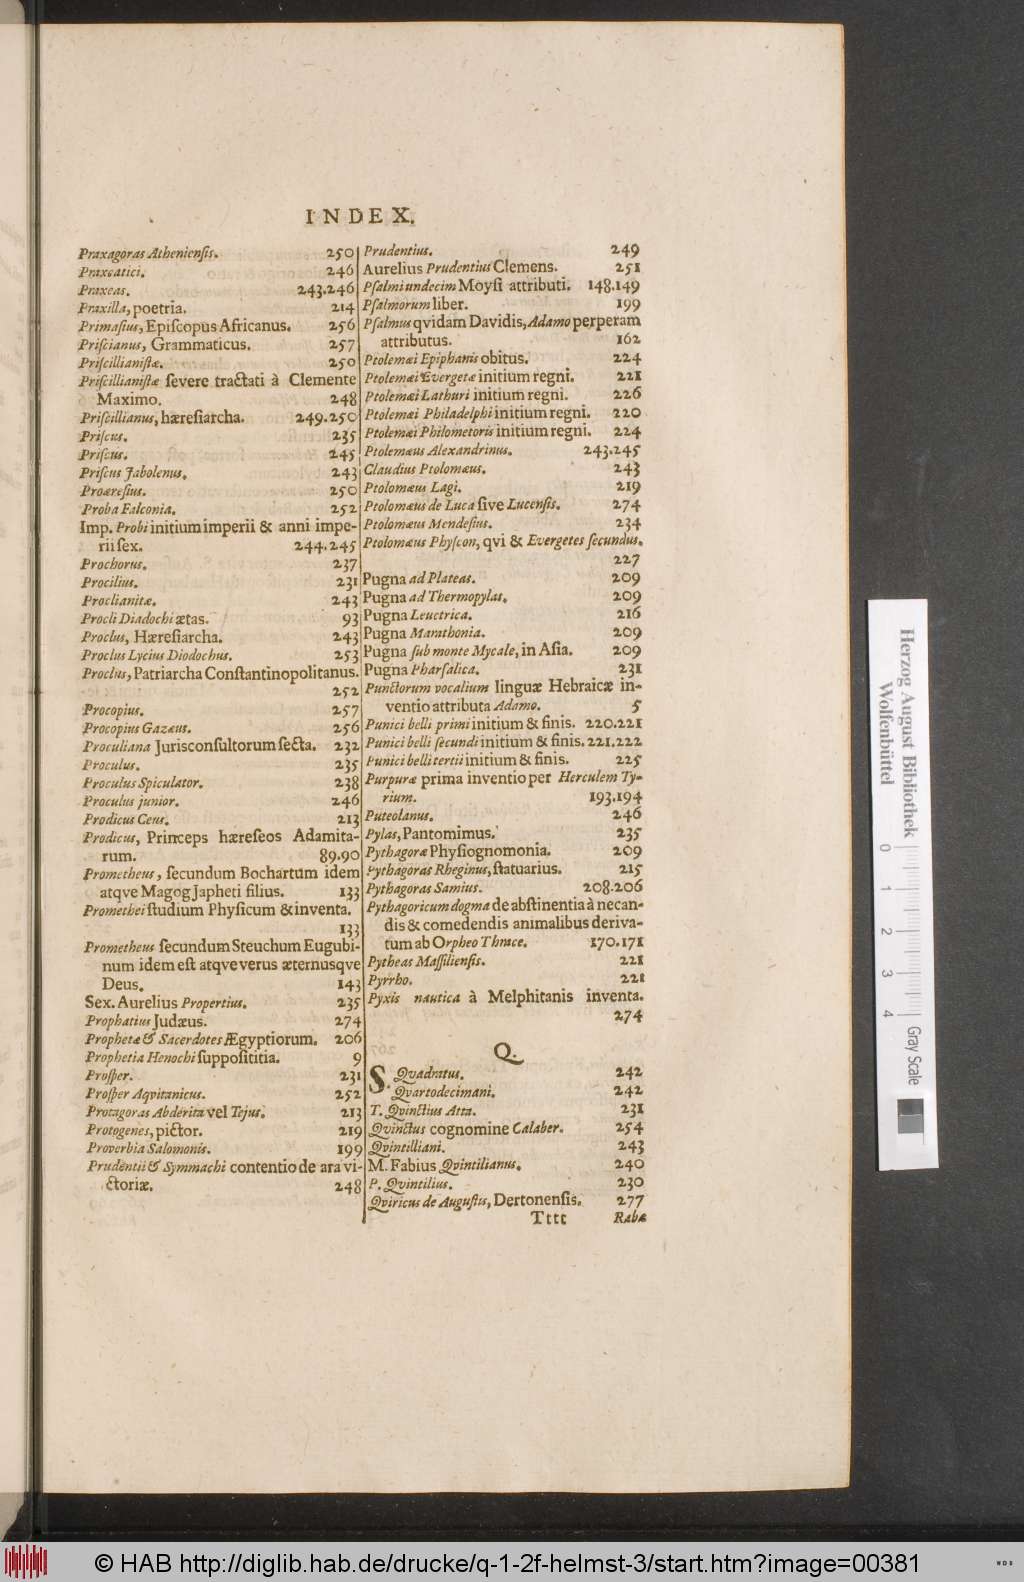 INDEX.
Praxagoras Atheniensis. 250
Praxeatici. 246
Praxeas. 243.246
Praxilla, poetria. 214
Primasius, Episcopus Africanus. 256
Priscianus, Grammaticus. 257
Priscillianistæ. 250
Priscillianistæ severe tractati à Clemente
Maximo. 248
Priscillianus, hæresiarcha. 249.250
Priscus. 235
Priscus. 245
Priscus Jabolenus. 243
Proæresius. 250
Proba Falconia. 252
Imp. Probi initium imperii & anni impe-
rii sex. 244.245
Prochorus. 237
Procilius. 231
Proclianitæ. 243
Procli Diadochi ætas. 93
Proclus, Hæresiarcha. 243
Proclus Lycius Diodochus. 253
Proclus, Patriarcha Constantinopolitanus.
252
Procopius. 257
Procopius Gazæus. 256
Proculiana Jurisconsultorum secta. 232
Proculus. 235
Proculus Spiculator. 238
Proculus junior. 246
Prodicus Ceus. 213
Prodicus, Princeps hæreseos Adamita-
rum. 89.90
Prometheus, secundum Bochartum idem
atqve Magog Japheti filius. 133
Promethei studium Physicum & inventa.
133
Prometheus secundum Steuchum Eugubi-
num idem est atqve verus æternusqve
Deus. 143
Sex. Aurelius Propertius. 235
Prophatius Judæus. 274
Prophetæ & Sacerdotes Ægyptiorum. 206
Prophetia Henochi supposititia. 9
Prosper. 231
Prosper Aqvitanicus. 252
Protagoras Abderita vel Tejus. 213
Protogenes, pictor. 219
Proverbia Salomonis. 199
Prudentii & Symmachi contentio de ara vi-
ctoriæ. 248
Prudentius. 249
Aurelius Prudentius Clemens. 251
Psalmi undecim Moysi attributi. 148.149
Psalmorum liber. 199
Psalmus qvidam Davidis, Adamo perperam
attributus. 162
Ptolemæi Epiphanis obitus. 224
Ptolemæi Evergetæ initium regni. 221
Ptolemæi Lathuri initium regni. 226
Ptolemæi Philadelphi initium regni. 220
Ptolemæi Philometoris initium regni. 224
Ptolemæus Alexandrinus. 243.245
Claudius Ptolomæus. 243
Ptolomæus Lagi. 219
Ptolomæus de Luca sive Lucensis. 274
Ptolomæus Mendesius. 234
Ptolomæus Physcon, qvi & Evergetes secundus.
227
Pugna ad Plateas. 209
Pugna ad Thermopylas. 209
Pugna Leuctrica. 216
Pugna Marathonia. 209
Pugna sub monte Mycale, in Asia. 209
Pugna Pharsalica. 231
Punctorum vocalium linguæ Hebraicæ in-
ventio attributa Adamo. 5
Punici belli primi initium & finis. 220.221
Punici belli secundi initium & finis. 221.222
Punici belli tertii initium & finis. 225
Purpuræ prima inventio per Herculem Ty-
rium. 193.194
Puteolanus. 246
Pylas, Pantomimus. 235
Pythagoræ Physiognomonia. 209
Pythagoras Rheginus, statuarius. 215
Pythagoras Samius. 208.206
Pythagoricum dogma de abstinentia à necan-
dis & comedendis animalibus deriva-
tum ab Orpheo Thrace. 170.171
Pytheas Massiliensis. 221
Pyrrho. 221
Pyxis nautica à Melphitanis inventa.
274
Q.
S. Qvadratus. 242
Qvartodecimani. 242
T. Qvinctius Atta. 231
Qvinctus cognomine Calaber. 254
Qvintilliani. 243
M. Fabius Qvintilianus. 240
P. Qvintilius. 230
Qviricus de Augustis, Dertonensis. 277
Tttt Rabæ
Herzog August Bibliothek
Wolfenbüttel
0 1 2 3 4 Gray Scale
© HAB http://diglib.hab.de/drucke/q-1-2f-helmst-3/start.htm?image=00381
WDB